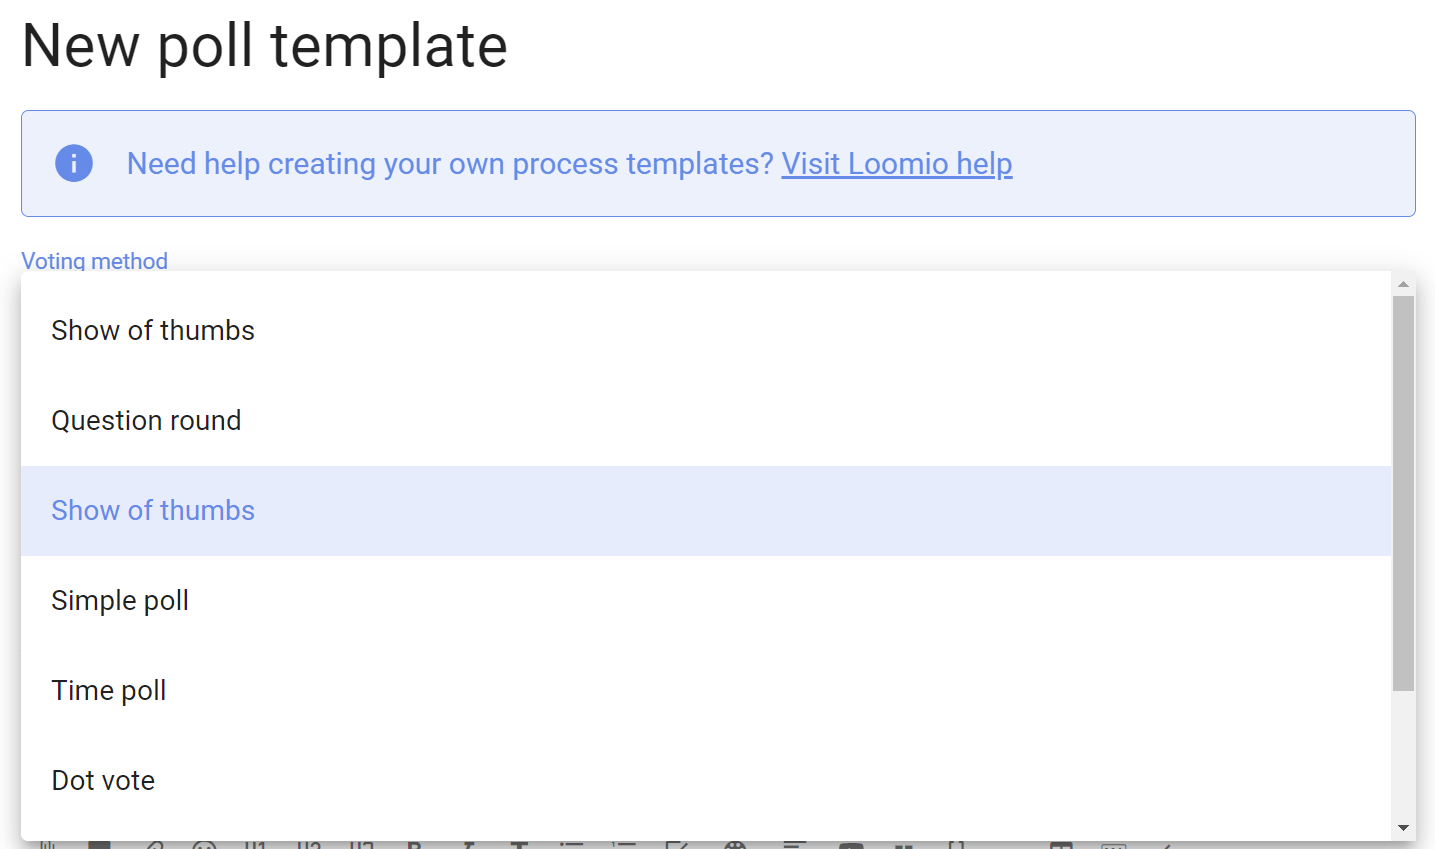 New poll template
Need help creating your own process templates? Visit Loomio help
Voting method
Show of thumbs
Question round
Show of thumbs
Simple poll
Time poll
Dot vote